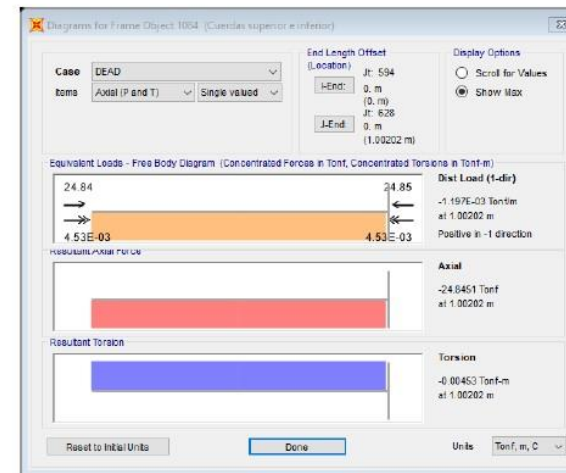 Diagrams for Frame Object 1064 (Cuerdas superior e inferior)
End Length Offset (Location)
Display Options
Case DEAD
Items Axial (P and T) Single valued
I-End: Jt: 594
0. m
(0. m)
J-End: Jt: 628
0. m
(1.00202 m)
Scroll for Values
Show Max
Equivalent Loads - Free Body Diagram (Concentrated Forces in Tonf, Concentrated Torsions in Tonf-m)
24.84 24.85
4.53E-03 4.53E-03
Dist Load (1-dir)
-1.197E-03 Tonf/m
at 1.00202 m
Positive in -1 direction
Resultant Axial Force
Axial
-24.8451 Tonf
at 1.00202 m
Resultant Torsion
Torsion
-0.00453 Tonf-m
at 1.00202 m
Reset to Initial Units Done Units Tonf, m, C